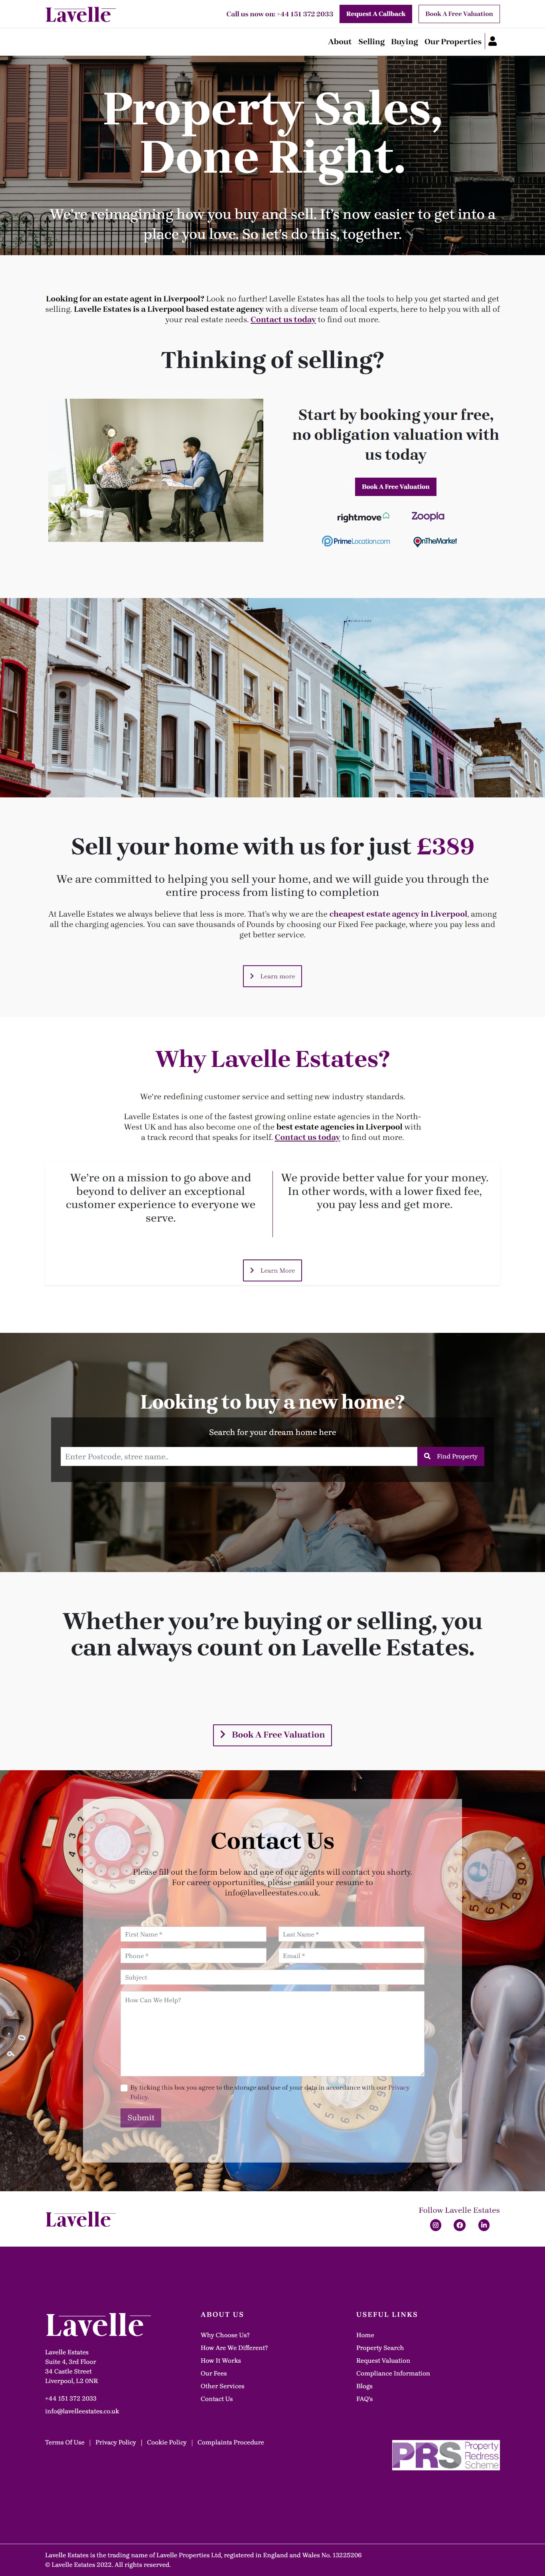 Lavelle
Call us now on: +44 151 372 2033
Request A Callback
Book A Free Valuation
About
Selling
Buying
Our Properties
Property Sales,
Done Right.
We're reimagining how you buy and sell. It's now easier to get into a
place you love. So let's do this, together.
Looking for an estate agent in Liverpool? Look no further! Lavelle Estates has all the tools to help you get started and get
selling. Lavelle Estates is a Liverpool based estate agency with a diverse team of local experts, here to help you with all of
your real estate needs. Contact us today to find out more.
Thinking of selling?
Start by booking your free,
no obligation valuation with
us today
Book A Free Valuation
rightmove
Zoopla
PrimeLocation.com
OnTheMarket
Sell your home with us for just £389
We are committed to helping you sell your home, and we will guide you through the
entire process from listing to completion
At Lavelle Estates we always believe that less is more. That's why we are the cheapest estate agency in Liverpool, among
all the charging agencies. You can save thousands of Pounds by choosing our Fixed Fee package, where you pay less and
get better service.
Learn more
Why Lavelle Estates?
We're redefining customer service and setting new industry standards.
Lavelle Estates is one of the fastest growing online estate agencies in the North-
West UK and has also become one of the best estate agencies in Liverpool with
a track record that speaks for itself. Contact us today to find out more.
We're on a mission to go above and
beyond to deliver an exceptional
customer experience to everyone we
serve.
We provide better value for your money.
In other words, with a lower fixed fee,
you pay less and get more.
Learn More
Looking to buy a new home?
Search for your dream home here
Enter Postcode, stree name..
Find Property
Whether you're buying or selling, you
can always count on Lavelle Estates.
Book A Free Valuation
Contact Us
Please fill out the form below and one of our agents will contact you shorty.
For career opportunities, please email your resume to
info@lavelleestates.co.uk.
First Name *
Last Name *
Phone *
Email *
Subject
How Can We Help?
By ticking this box you agree to the storage and use of your data in accordance with our Privacy
Policy.
Submit
Lavelle
Follow Lavelle Estates
Lavelle
Lavelle Estates
Suite 4, 3rd Floor
34 Castle Street
Liverpool, L2 0NR
+44 151 372 2033
info@lavelleestates.co.uk
ABOUT US
Why Choose Us?
How Are We Different?
How It Works
Our Fees
Other Services
Contact Us
USEFUL LINKS
Home
Property Search
Request Valuation
Compliance Information
Blogs
FAQ's
Terms Of Use | Privacy Policy | Cookie Policy | Complaints Procedure
PRS Property
Redress
Scheme
Lavelle Estates is the trading name of Lavelle Properties Ltd, registered in England and Wales No. 13225206
© Lavelle Estates 2022. All rights reserved.